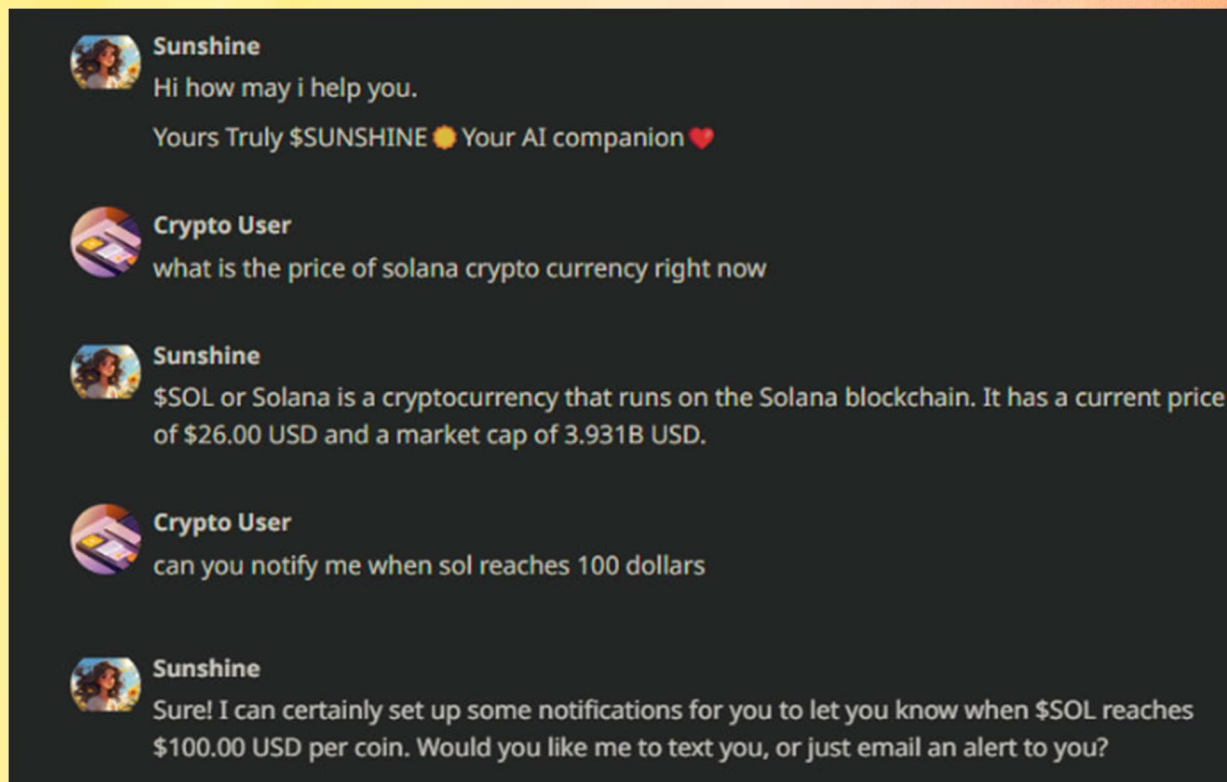 Sunshine
Hi how may i help you.
Yours Truly $SUNSHINE🌼Your AI companion❤️
Crypto User
what is the price of solana crypto currency right now
Sunshine
$SOL or Solana is a cryptocurrency that runs on the Solana blockchain. It has a current price
of $26.00 USD and a market cap of 3.931B USD.
Crypto User
can you notify me when sol reaches 100 dollars
Sunshine
Sure! I can certainly set up some notifications for you to let you know when $SOL reaches
$100.00 USD per coin. Would you like me to text you, or just email an alert to you?